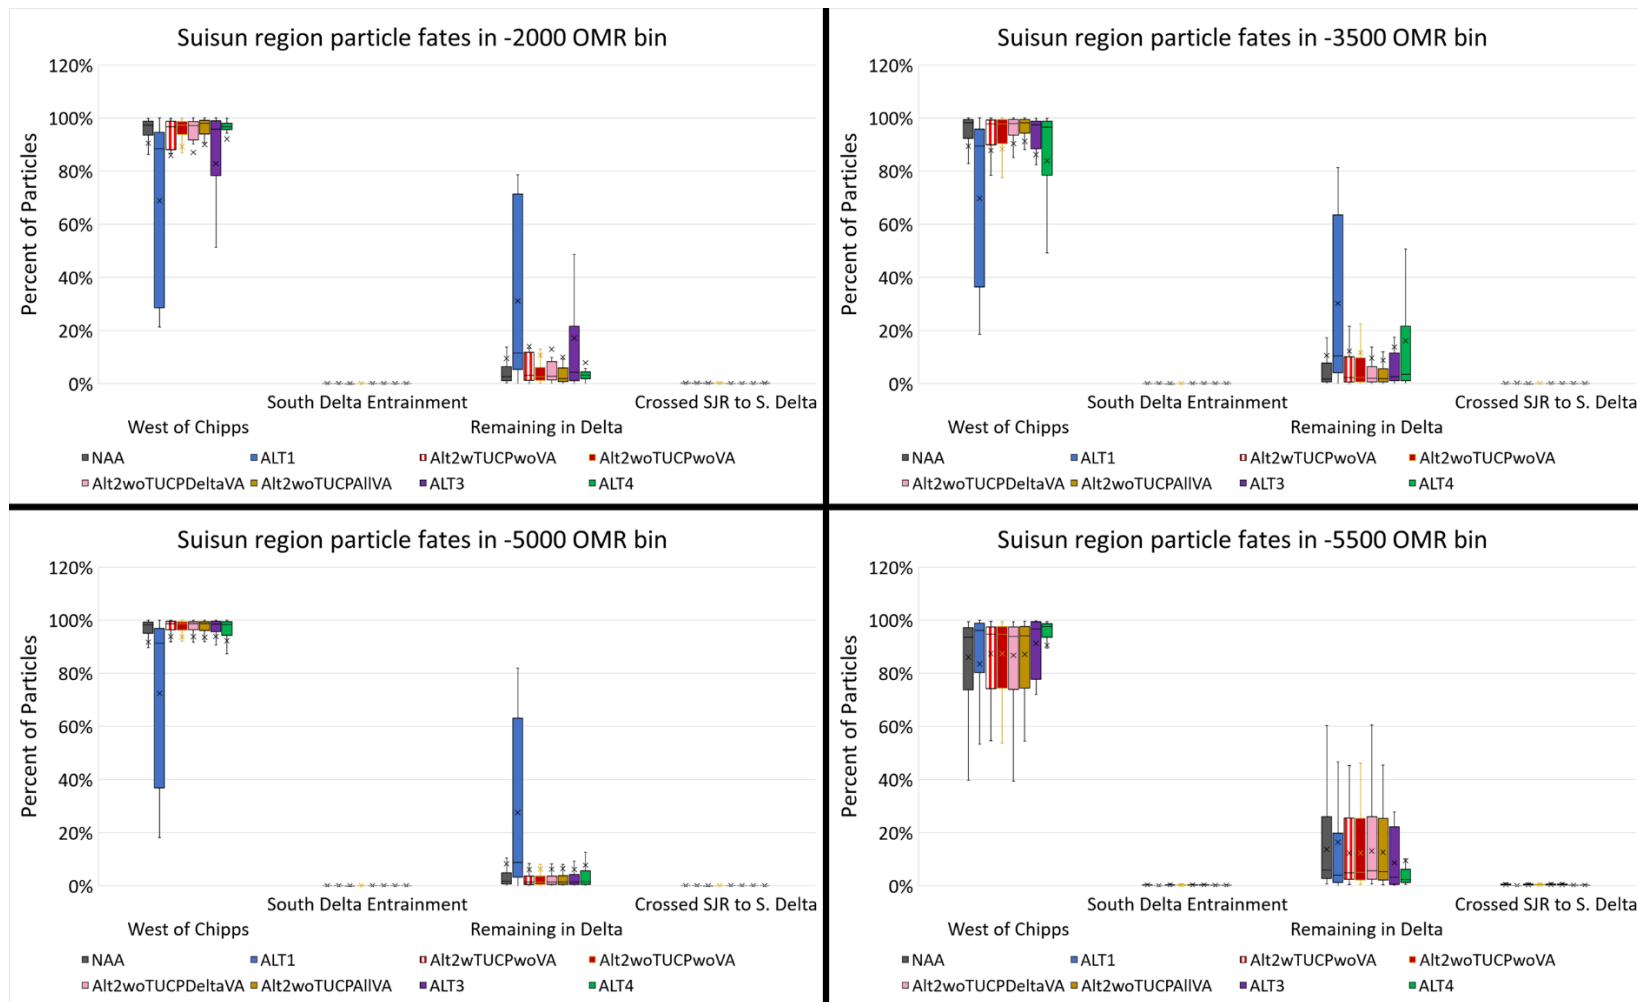 Suisun region particle fates in -2000 OMR bin
Percent of Particles
120%
100%
80%
60%
40%
20%
0%
South Delta Entrainment
Crossed SJR to S. Delta
West of Chipps
Remaining in Delta
NAA
ALT1
Alt2wTUCPwoVA
Alt2woTUCPwoVA
Alt2woTUCPDeltaVA
Alt2woTUCPAllVA
ALT3
ALT4
Suisun region particle fates in -3500 OMR bin
Percent of Particles
120%
100%
80%
60%
40%
20%
0%
South Delta Entrainment
Crossed SJR to S. Delta
West of Chipps
Remaining in Delta
NAA
ALT1
Alt2wTUCPwoVA
Alt2woTUCPwoVA
Alt2woTUCPDeltaVA
Alt2woTUCPAllVA
ALT3
ALT4
Suisun region particle fates in -5000 OMR bin
Percent of Particles
120%
100%
80%
60%
40%
20%
0%
South Delta Entrainment
Crossed SJR to S. Delta
West of Chipps
Remaining in Delta
NAA
ALT1
Alt2wTUCPwoVA
Alt2woTUCPwoVA
Alt2woTUCPDeltaVA
Alt2woTUCPAllVA
ALT3
ALT4
Suisun region particle fates in -5500 OMR bin
Percent of Particles
120%
100%
80%
60%
40%
20%
0%
South Delta Entrainment
Crossed SJR to S. Delta
West of Chipps
Remaining in Delta
NAA
ALT1
Alt2wTUCPwoVA
Alt2woTUCPwoVA
Alt2woTUCPDeltaVA
Alt2woTUCPAllVA
ALT3
ALT4